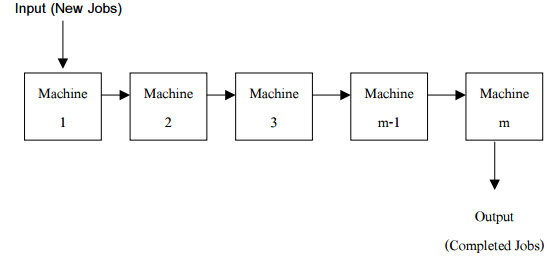 Input (New Jobs)
Machine
1
Machine
2
Machine
3
Machine
m-1
Machine
m
Output
(Completed Jobs)